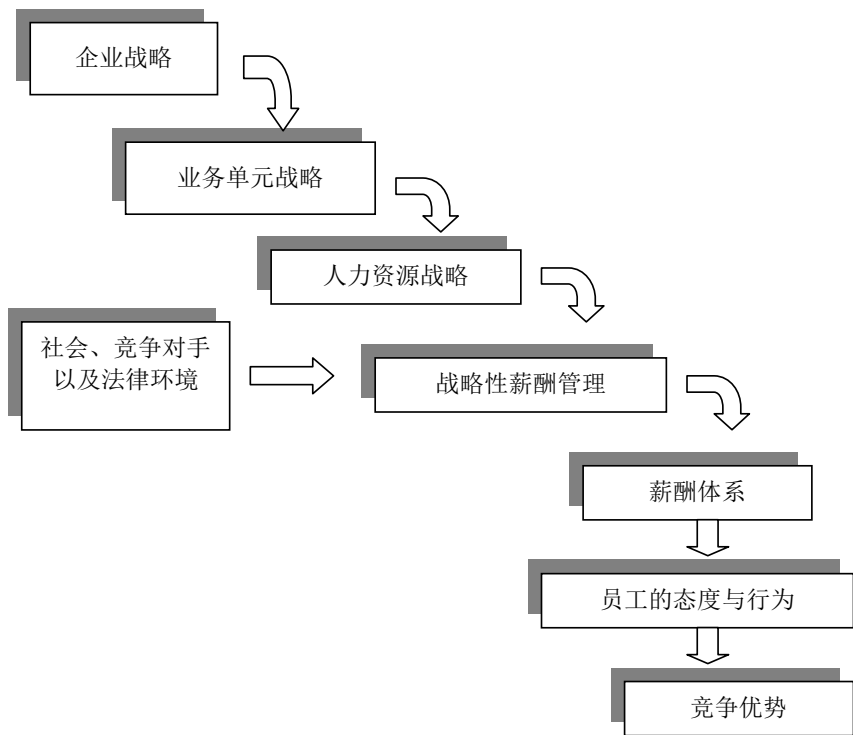 企业战略
业务单元战略
人力资源战略
社会、竞争对手
以及法律环境
战略性薪酬管理
薪酬体系
员工的态度与行为
竞争优势